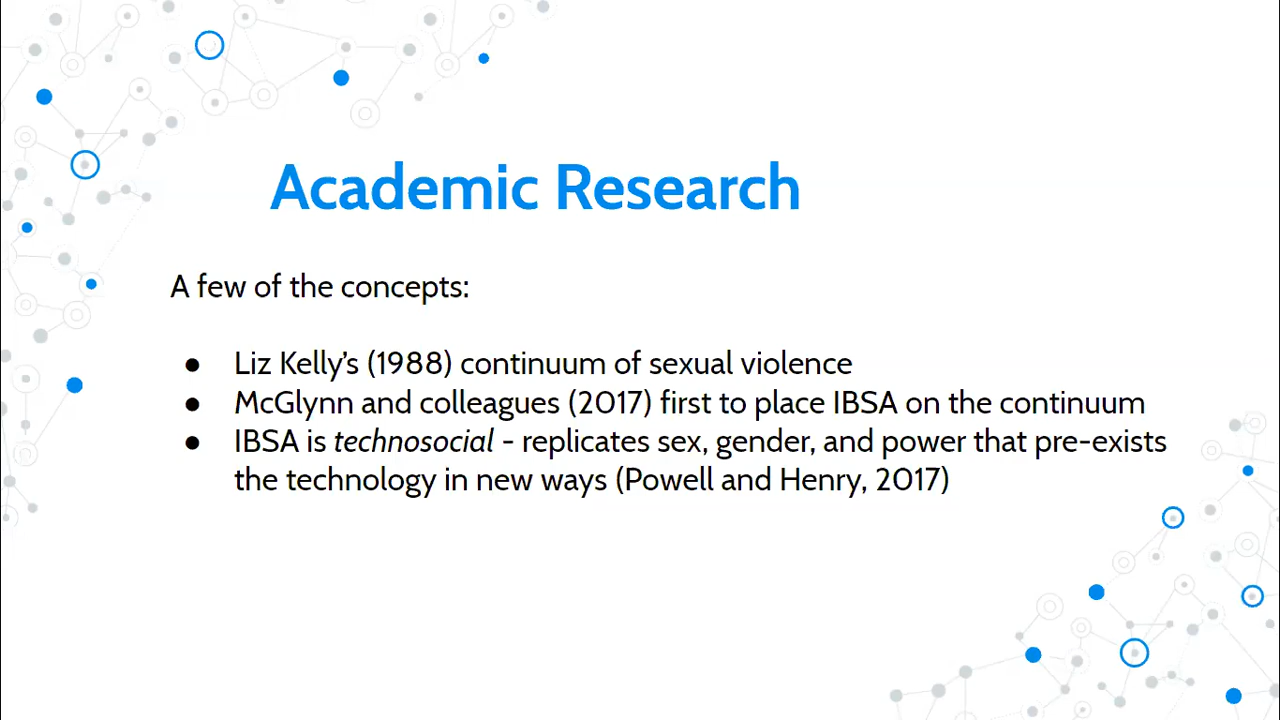 Academic Research
A few of the concepts:
● Liz Kelly’s (1988) continuum of sexual violence
● McGlynn and colleagues (2017) first to place IBSA on the continuum
● IBSA is technosocial - replicates sex, gender, and power that pre-exists
the technology in new ways (Powell and Henry, 2017)